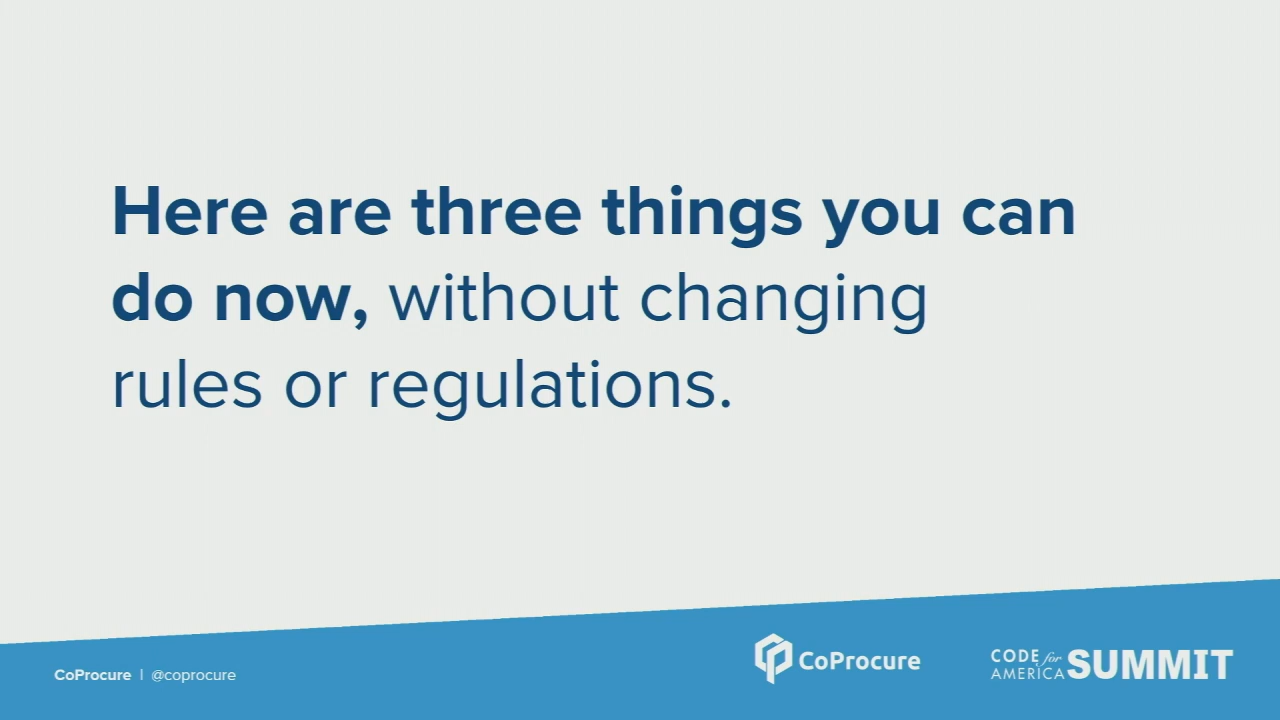 Here are three things you can
do now, without changing
rules or regulations.
CoProcure | @coprocure
CoProcure
CODE for
AMERICA SUMMIT